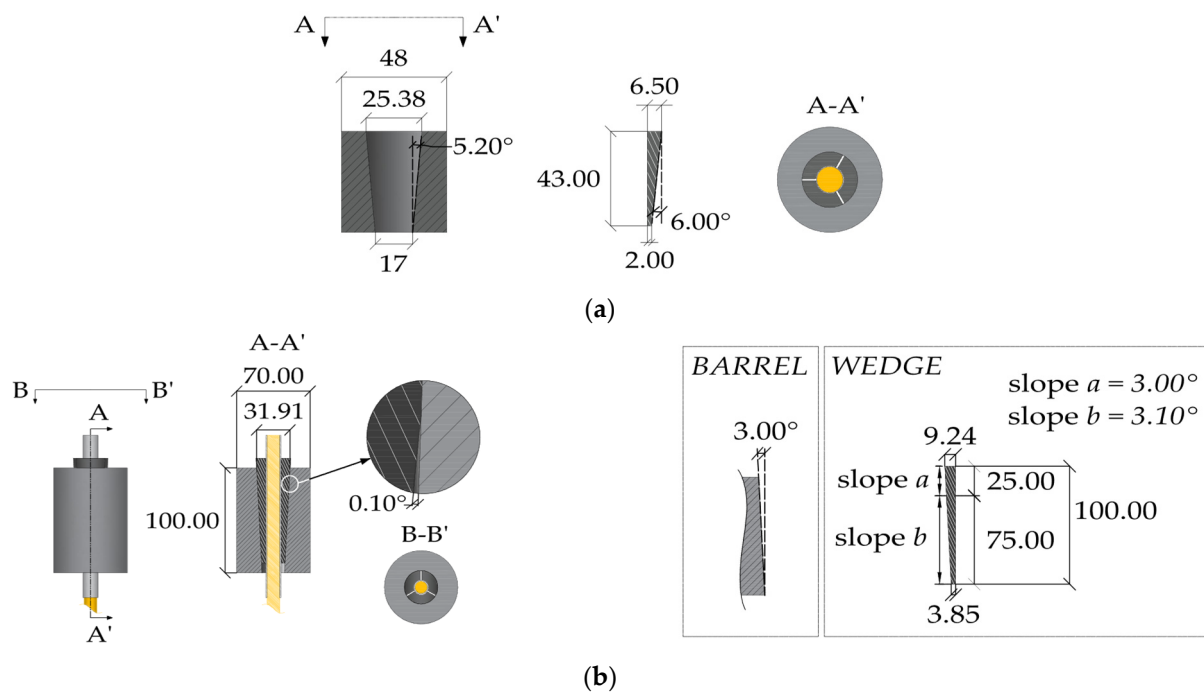 A A'
48
25.38
5.20°
17
6.50
43.00
6.00°
2.00
A-A'
(a)
B B'
A
A'
A-A'
70.00
31.91
100.00
0.10°
B-B'
BARREL
3.00°
WEDGE
slope a = 3.00°
slope b = 3.10°
9.24
slope a
25.00
100.00
slope b
75.00
3.85
(b)